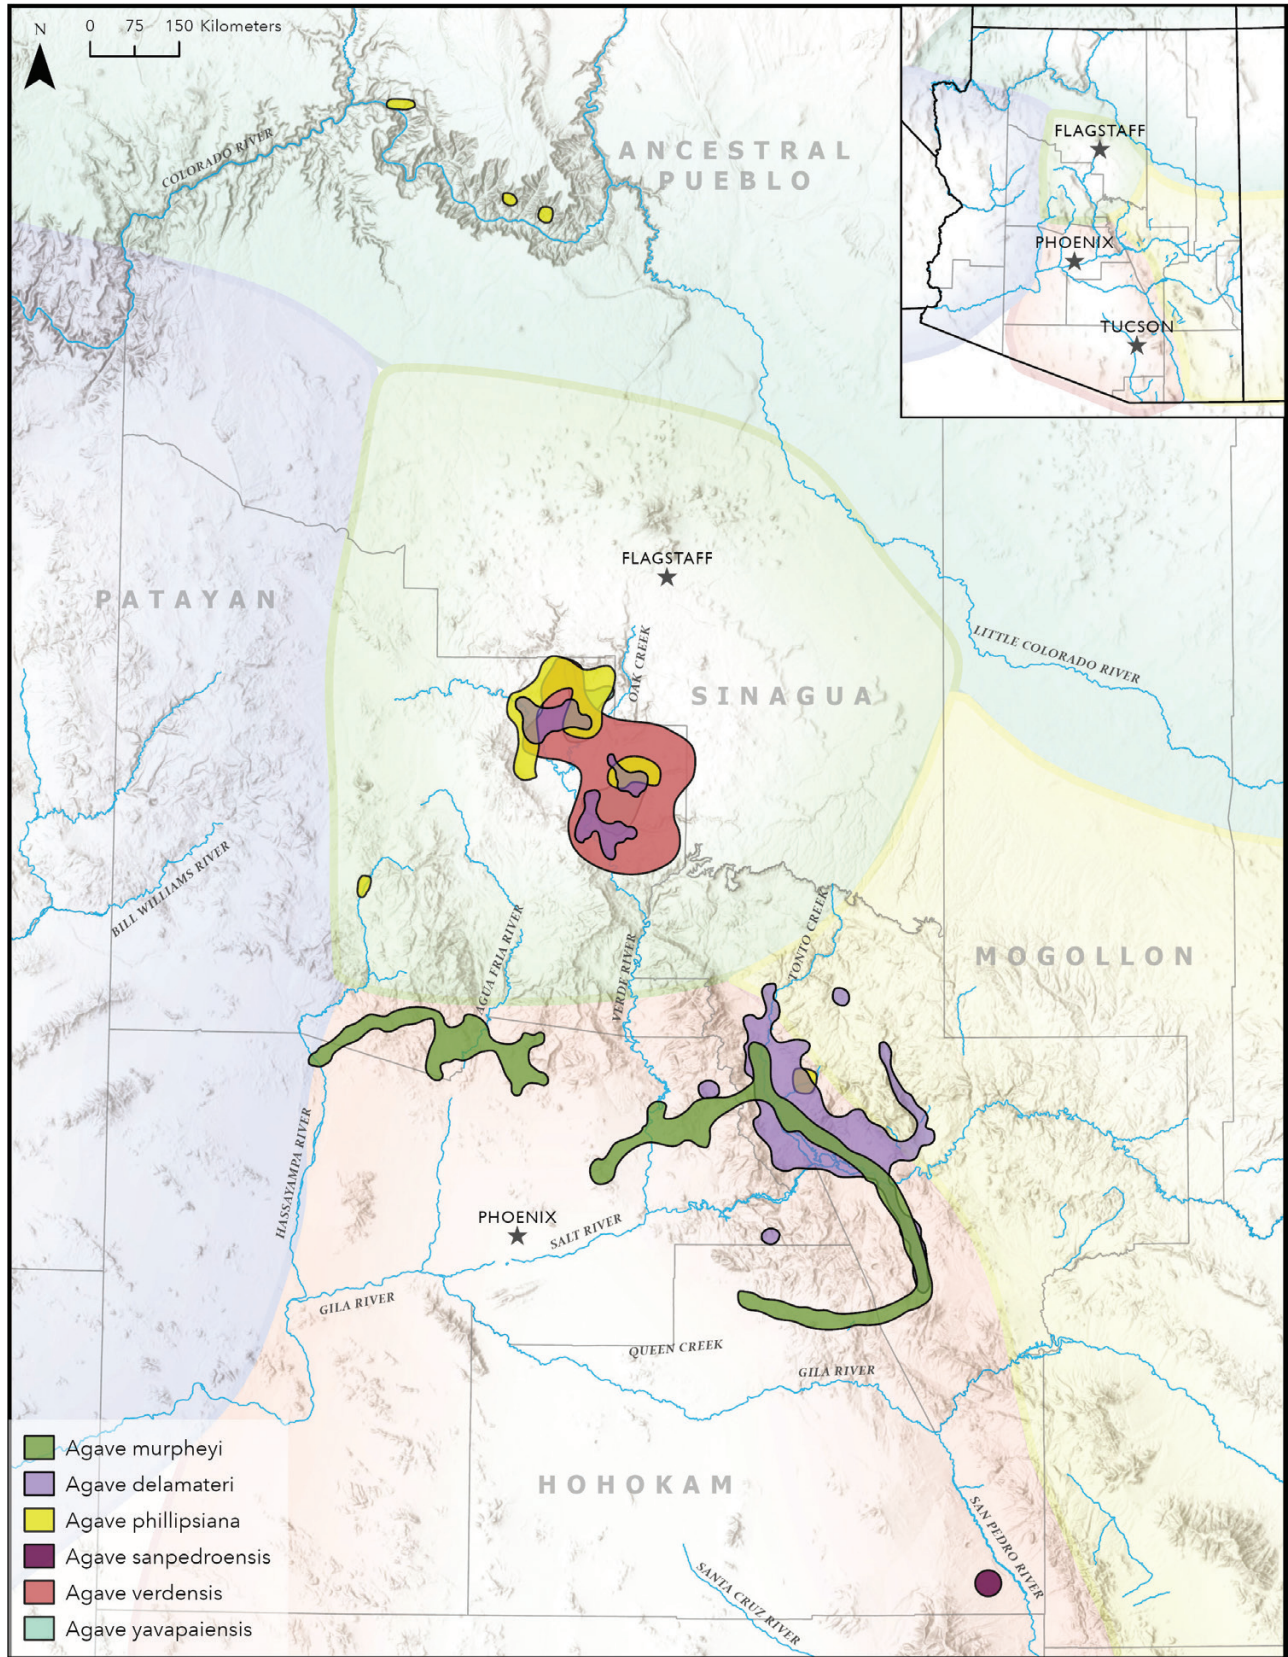 N
0 75 150 Kilometers
FLAGSTAFF
PHOENIX
TUCSON
COLORADO RIVER
ANCESTRAL
PUEBLO
FLAGSTAFF
PATAYAN
OAK CREEK
LITTLE COLORADO RIVER
SINAGUA
BILL WILLIAMS RIVER
AGUA FRIA RIVER
VERDE RIVER
TONTO CREEK
MOGOLLON
HASSAYAMPA RIVER
PHOENIX
SALT RIVER
GILA RIVER
QUEEN CREEK
GILA RIVER
HOHOKAM
SAN PEDRO RIVER
SANTA CRUZ RIVER
Agave murpheyi
Agave delamateri
Agave phillipsiana
Agave sanpedroensis
Agave verdensis
Agave yavapaiensis